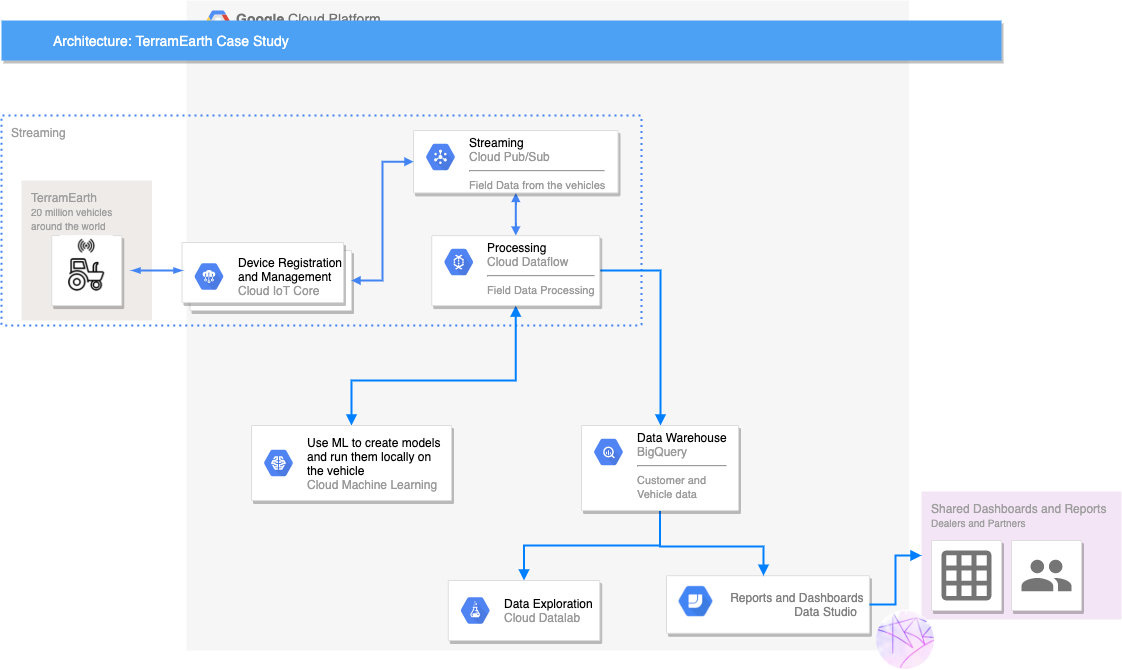 Google Cloud Platform
Architecture: TerramEarth Case Study
Streaming
TerramEarth
20 million vehicles
around the world
Device Registration
and Management
Cloud IoT Core
Streaming
Cloud Pub/Sub
Field Data from the vehicles
Processing
Cloud Dataflow
Field Data Processing
Use ML to create models
and run them locally on
the vehicle
Cloud Machine Learning
Data Warehouse
BigQuery
Customer and
Vehicle data
Data Exploration
Cloud Datalab
Reports and Dashboards
Data Studio
Shared Dashboards and Reports
Dealers and Partners